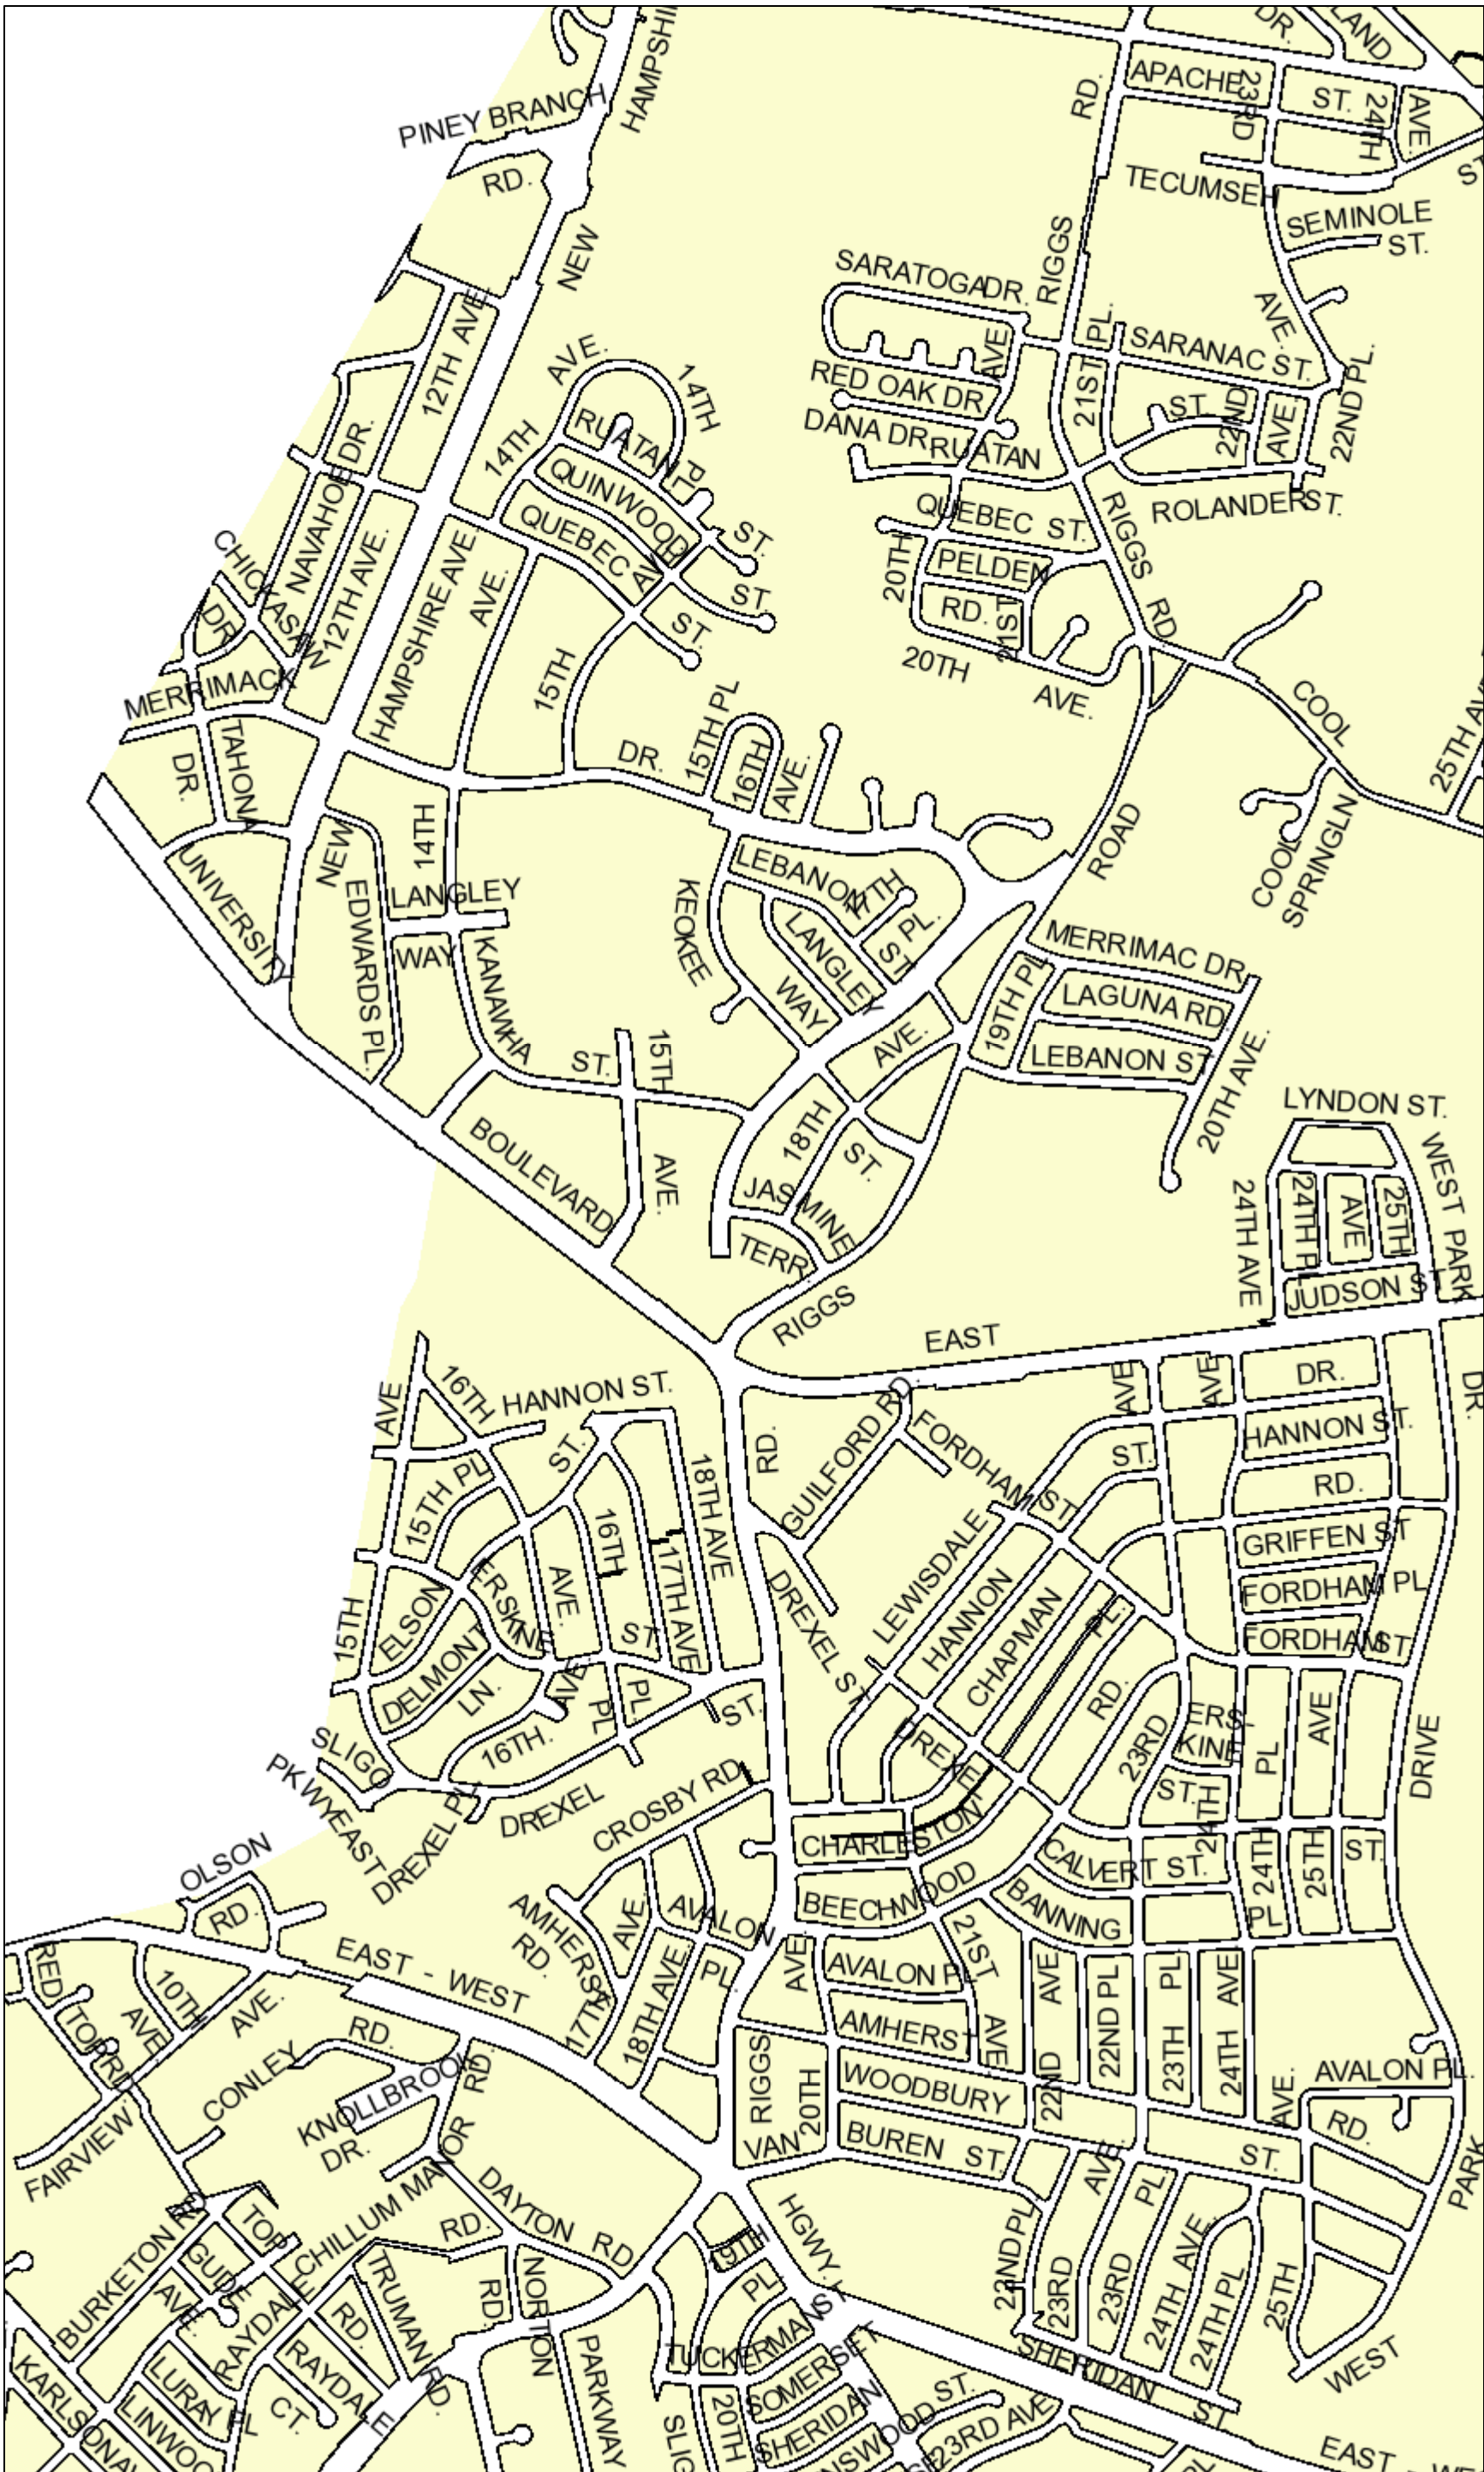 PINEY BRANCH
RD.
NEW
DR.
RD.
APACHE
ST.
23RD
24TH
AVE.
TECUMSEH
SEMINOLE
ST.
RIGGS
SARATOGA DR.
AVE
21ST PL.
SARANAC ST.
AVE.
22ND PL.
RED OAK DR
DANA DR
RUATAN
ST
22ND
AVE.
ROLANDER ST.
QUEBEC ST.
RIGGS
RD
PELDEN
RD.
20TH
21ST
20TH
AVE.
COOL
25TH AVE
COOL
SPRING LN
ROAD
12TH AVE.
AVE.
14TH
14TH
RUATAN
PL
QUINWOOD
ST.
QUEBEC
AVE
ST
ST.
NAVAHOE DR.
12TH AVE.
CHICKASAW
DR.
HAMPSHIRE AVE.
AVE.
15TH
MERRIMACK
DR.
TAHONA
DR.
15TH PL
16TH
AVE.
UNIVERSITY
NEW
14TH
EDWARDS PL.
LANGLEY
WAY
KANAWHA
ST.
15TH
AVE.
BOULEVARD
KEOKEE
LEBANON
17TH
PL.
ST
LANGLEY
WAY
AVE.
18TH
ST.
JASMINE
TERR
RIGGS
MERRIMAC DR.
19TH PL
LAGUNA RD.
LEBANON ST
20TH AVE.
LYNDON ST.
WEST PARK
24TH AVE
24TH PL
AVE
25TH
JUDSON ST
EAST
AVE
AVE
DR.
DR.
HANNON ST.
RD.
GRIFFEN ST
FORDHAM PL
FORDHAM ST
16TH
HANNON ST.
AVE
ST.
15TH PL
16TH
18TH AVE
17TH AVE
AVE.
ERSKINE
ST.
15TH
ELSON
DELMONT
LN.
16TH.
AVE
PL
PL.
ST.
SLIGO
PKWY
EAST
DREXEL PL
DREXEL
RD.
GUILFORD RD.
FORDHAM
ST
ST.
LEWISDALE
HANNON
CHAPMAN
PL.
RD.
DREXEL ST
DREXEL
23RD
ERS-
KINE
ST.
PL
PL
AVE
24TH
DRIVE
CROSBY RD
CHARLESTON
BEECHWOOD
CALVERT ST.
24TH
PL
25TH
ST.
BANNING
OLSON
RD.
AMHERST
RD.
AVE.
AVALON
PL.
AVE
AVALON PL
21ST
AVE
AVE
22ND PL
23RD PL
24TH AVE
EAST - WEST
RED TOP RD
10TH
AVE.
AVE.
RD.
CONLEY
RD.
KNOLLBROOK
DR.
17TH
18TH AVE.
RIGGS
20TH
AMHERST
WOODBURY
22ND
AVE.
AVALON PL.
RD.
VAN BUREN ST.
ST.
PARK
FAIRVIEW
CHILLUM MANOR
RD.
DAYTON RD
HGWY.
22ND PL
23RD
AVE.
23RD
PL.
24TH AVE.
24TH PL
25TH
WEST
BURKETON RD
TOP
GUDE
AVE.
RAYDALE
RD.
TRUMAN RD.
NORTON
RD.
19TH
PL
TUCKERMAN ST
SOMERSET
SHERIDAN
SHERIDAN
ST.
KARLSON
LURAY PL
CT.
RAYDALE
PARKWAY
20TH
ST.
23RD AVE
EAST